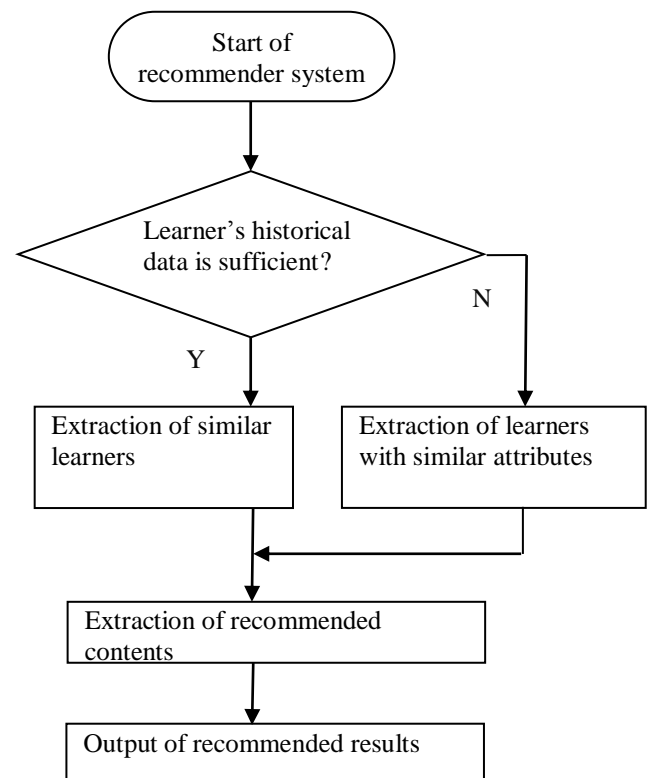 Start of
recommender system
Learner’s historical
data is sufficient?
N
Y
Extraction of similar
learners
Extraction of learners
with similar attributes
Extraction of recommended
contents
Output of recommended results